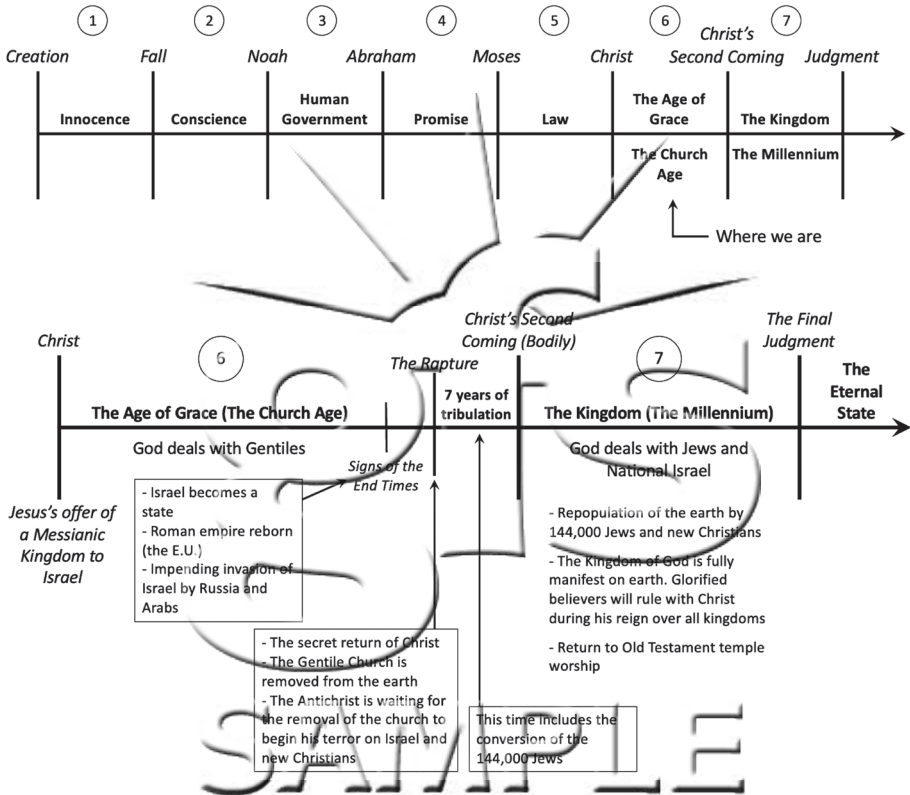 1 2 3 4 5 6 7
Christ's
Creation Fall Noah Abraham Moses Christ Second Coming Judgment
Innocence
Conscience
Human
Government
Promise
Law
The Age of
Grace
The Kingdom
The Church
Age
The Millennium
Where we are
Christ
6
The Rapture
Christ's Second
Coming (Bodily)
7
The Final
Judgment
The Age of Grace (The Church Age)
7 years of
tribulation
The Kingdom (The Millennium)
The
Eternal
State
God deals with Gentiles
Signs of the
End Times
God deals with Jews and
National Israel
Jesus's offer of
a Messianic
Kingdom to
Israel
- Israel becomes a
state
- Roman empire reborn
(the E.U.)
- Impending invasion of
Israel by Russia and
Arabs
- Repopulation of the earth by
144,000 Jews and new Christians
- The Kingdom of God is fully
manifest on earth. Glorified
believers will rule with Christ
during his reign over all kingdoms
- Return to Old Testament temple
worship
- The secret return of Christ
- The Gentile Church is
removed from the earth
- The Antichrist is waiting for
the removal of the church to
begin his terror on Israel and
new Christians
This time includes the
conversion of the
144,000 Jews
SAMPLE